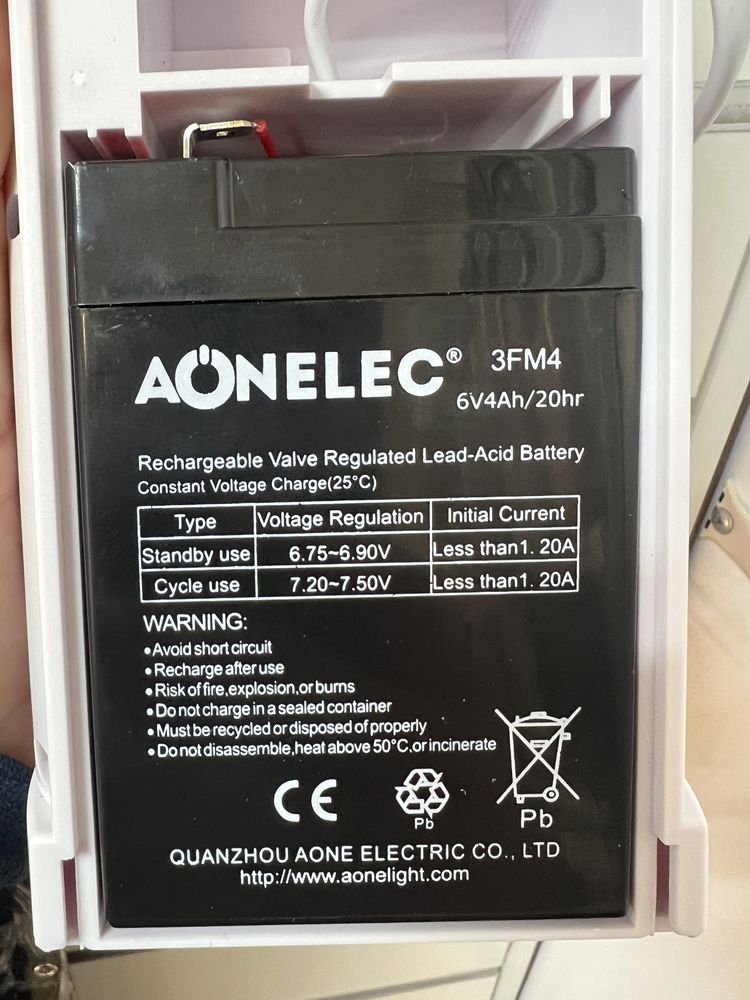 AONELEC® 3FM4
6V4Ah/20hr
Rechargeable Valve Regulated Lead-Acid Battery
Constant Voltage Charge(25°C)
Type Voltage Regulation Initial Current
Standby use 6.75~6.90V Less than1. 20A
Cycle use 7.20~7.50V Less than1. 20A
WARNING:
•Avoid short circuit
•Recharge after use
•Risk of fire,explosion,or burns
•Do not charge in a sealed container
•Must be recycled or disposed of properly
•Do not disassemble,heat above 50°C,or incinerate
CE
Pb
Pb
QUANZHOU AONE ELECTRIC CO., LTD
http://www.aonelight.com